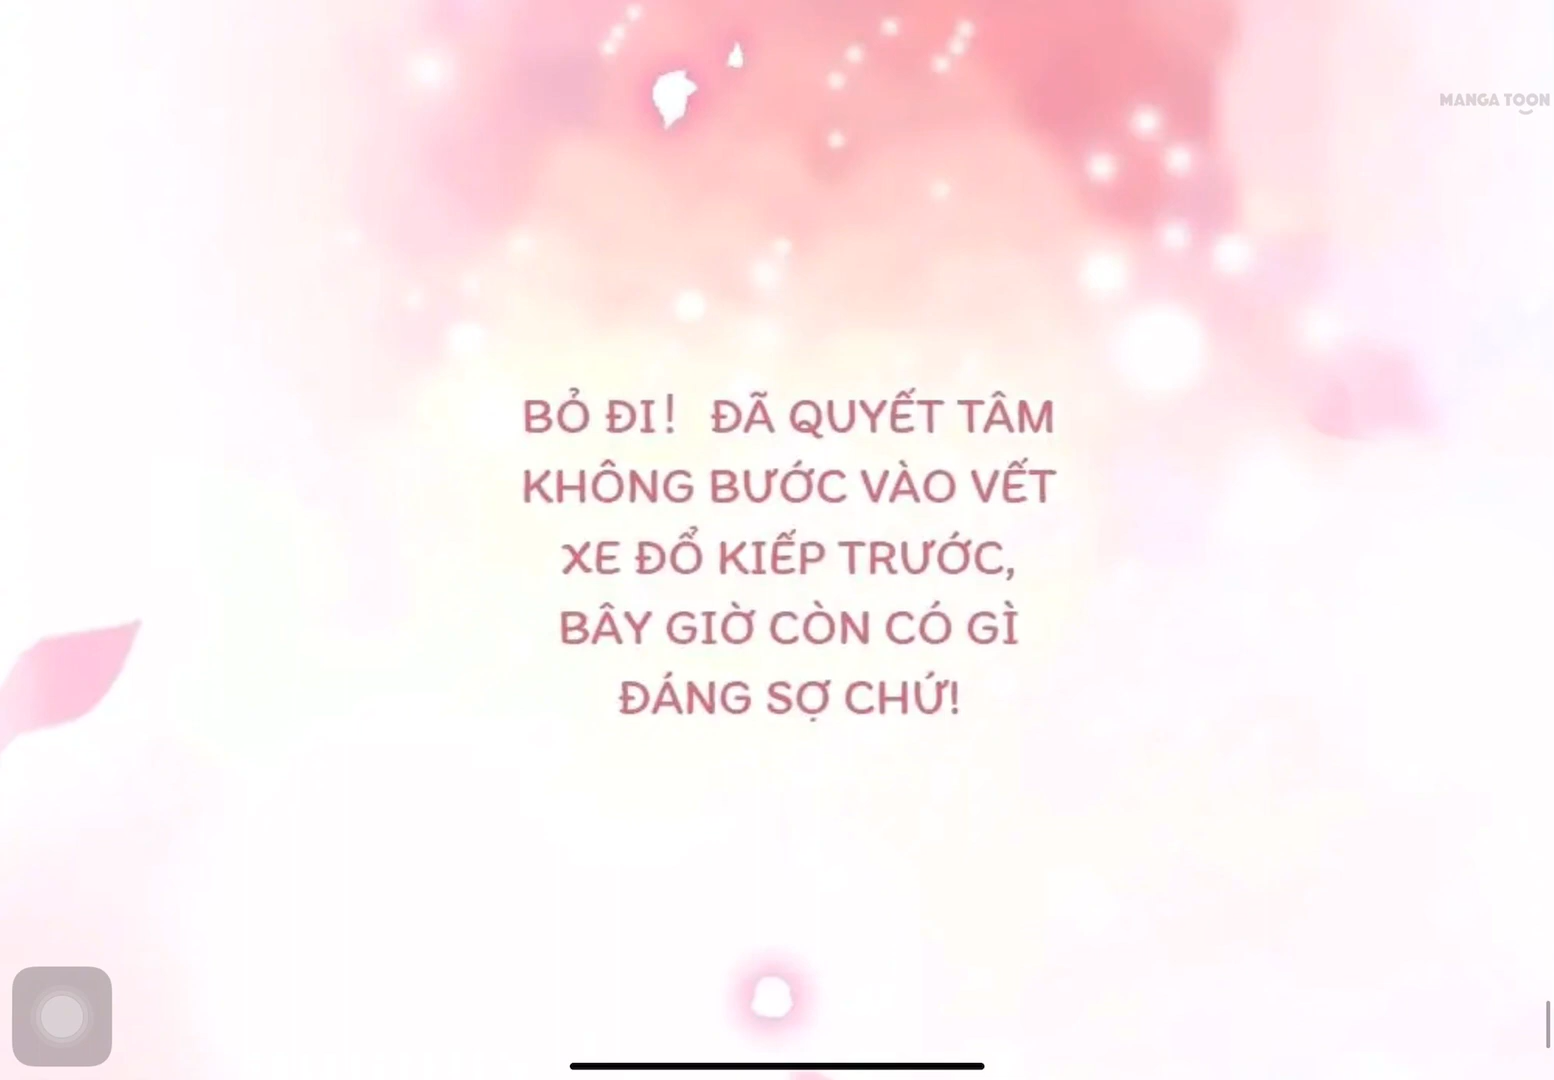 MANGA TOON
BỎ ĐI! ĐÃ QUYẾT TÂM
KHÔNG BƯỚC VÀO VẾT
XE ĐỔ KIẾP TRƯỚC,
BÂY GIỜ CÒN CÓ GÌ
ĐÁNG SỢ CHỨ!